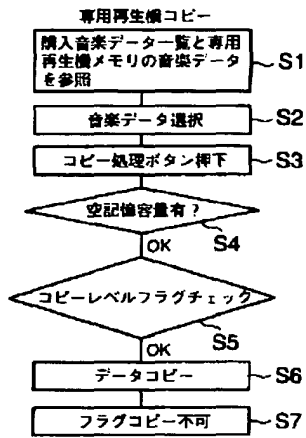 専用再生機コピー
購入音楽データ一覧と専用
再生機メモリの音楽データ
を参照
S1
音楽データ選択
S2
コピー処理ボタン押下
S3
空記憶容量有?
OK
S4
コピーレベルフラグチェック
OK
S5
データコピー
S6
フラグコピー不可
S7